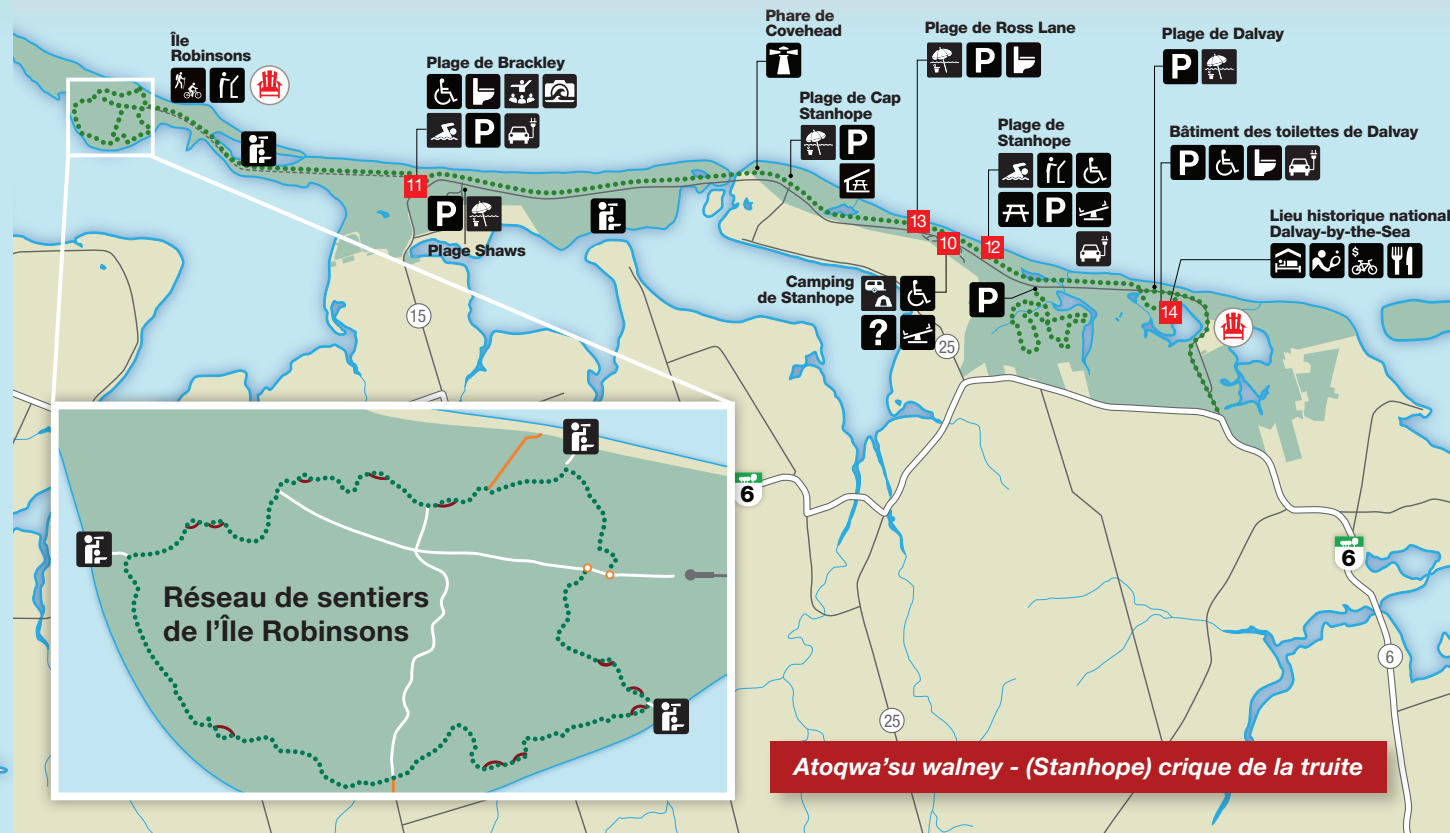 Île
Robinsons
Plage de Brackley
P
11
P
Plage Shaws
15
Phare de
Covehead
Plage de Cap
Stanhope
P
Plage de Ross Lane
P
13
10
12
Plage de
Stanhope
P
Camping
de Stanhope
?
P
25
Plage de Dalvay
P
Bâtiment des toilettes de Dalvay
P
Lieu historique national
Dalvay-by-the-Sea
$
14
6
6
6
25
Réseau de sentiers
de l'Île Robinsons
Atoqwa'su walney - (Stanhope) crique de la truite